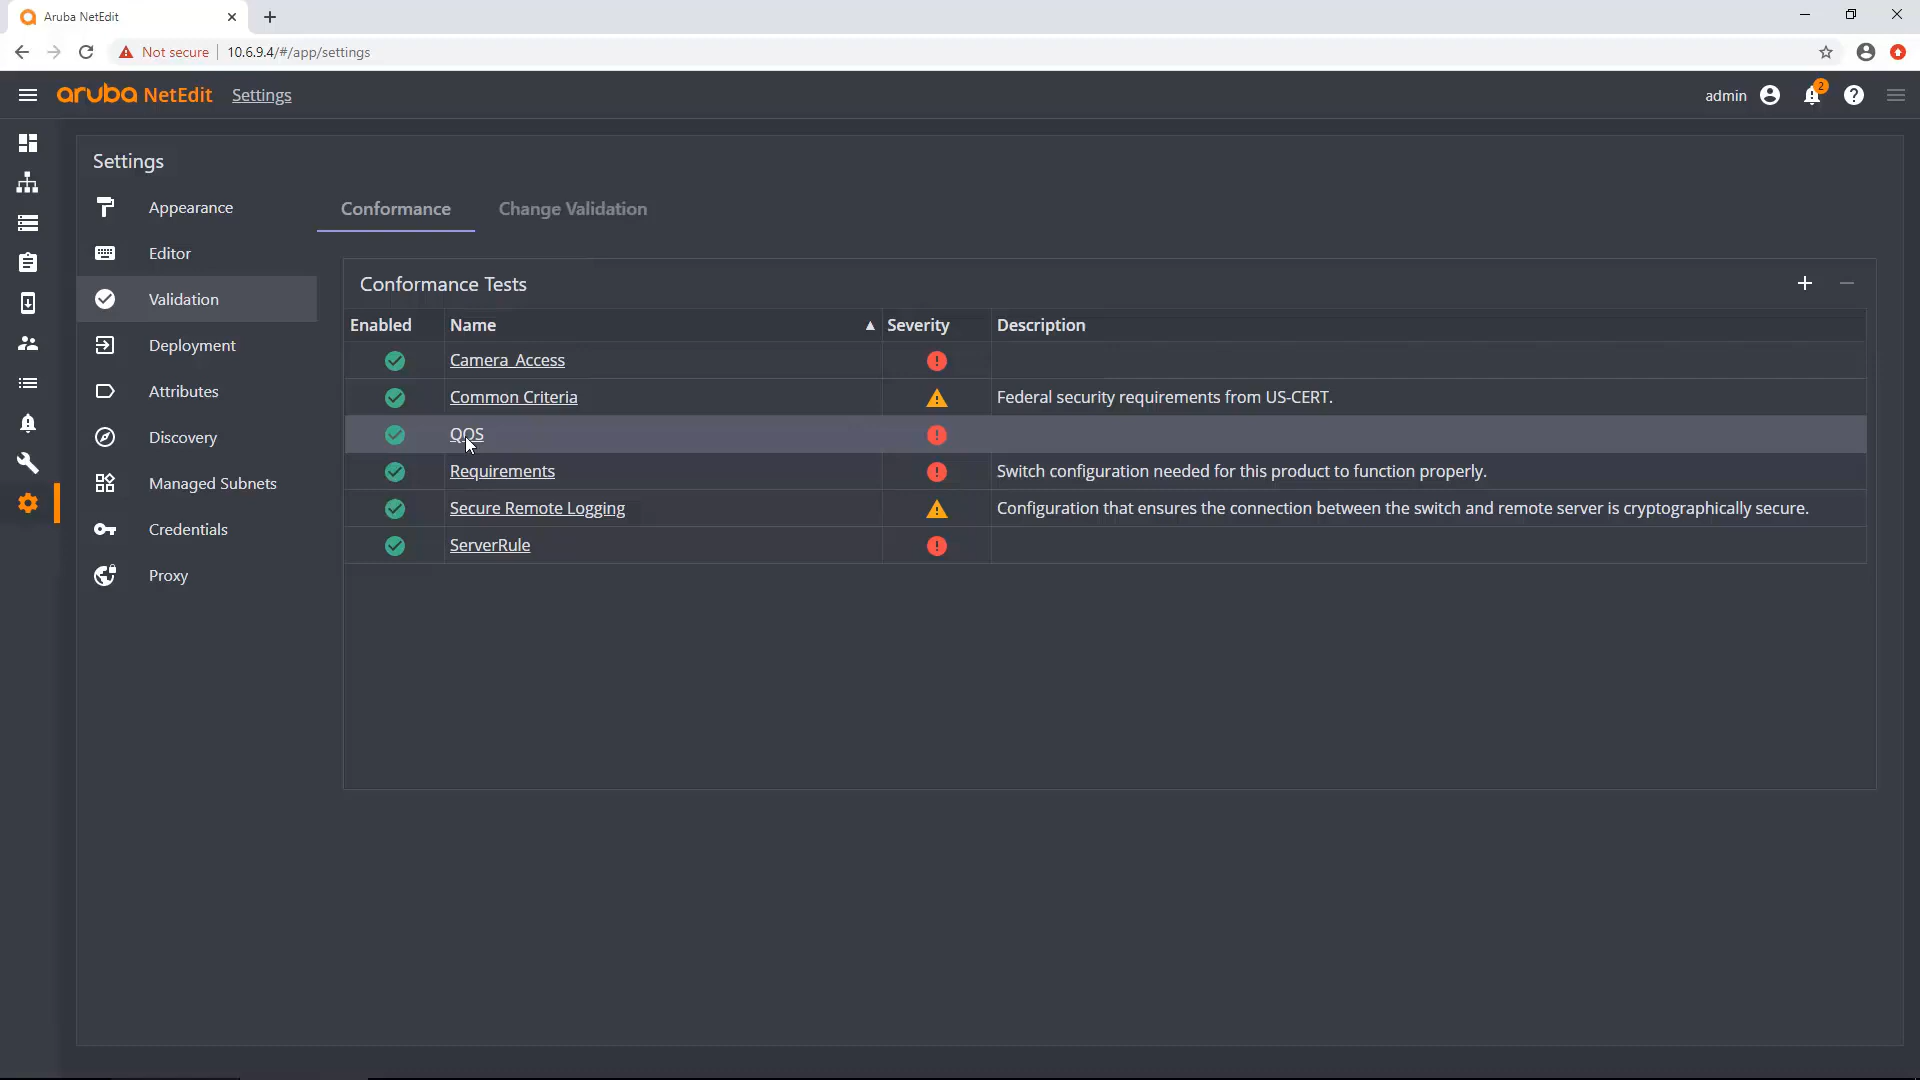 Aruba NetEdit
Not secure 10.6.9.4/#/app/settings
aruba NetEdit Settings admin 2
Settings
Appearance
Editor
Validation
Deployment
Attributes
Discovery
Managed Subnets
Credentials
Proxy
Conformance Change Validation
Conformance Tests
Enabled Name Severity Description
Camera_Access
Common Criteria Federal security requirements from US-CERT.
QOS
Requirements Switch configuration needed for this product to function properly.
Secure Remote Logging Configuration that ensures the connection between the switch and remote server is cryptographically secure.
ServerRule